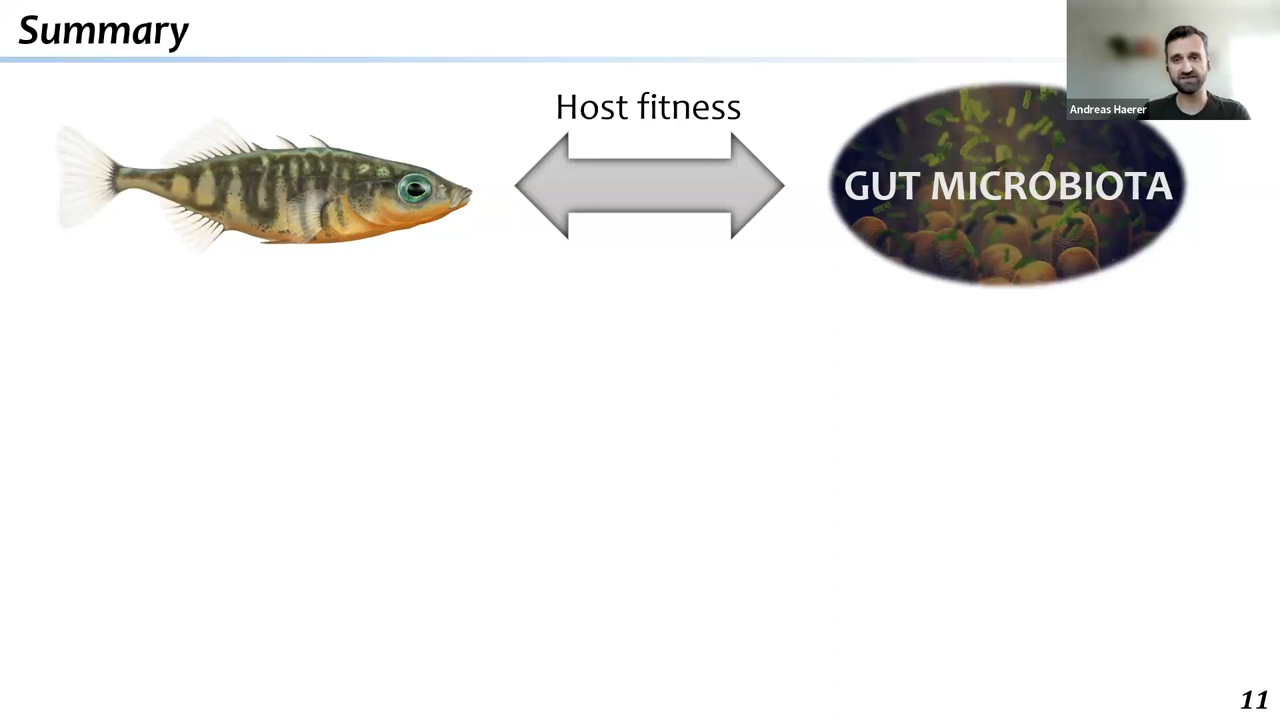 Summary
Andreas Haerer
Host fitness
GUT MICROBIOTA
11